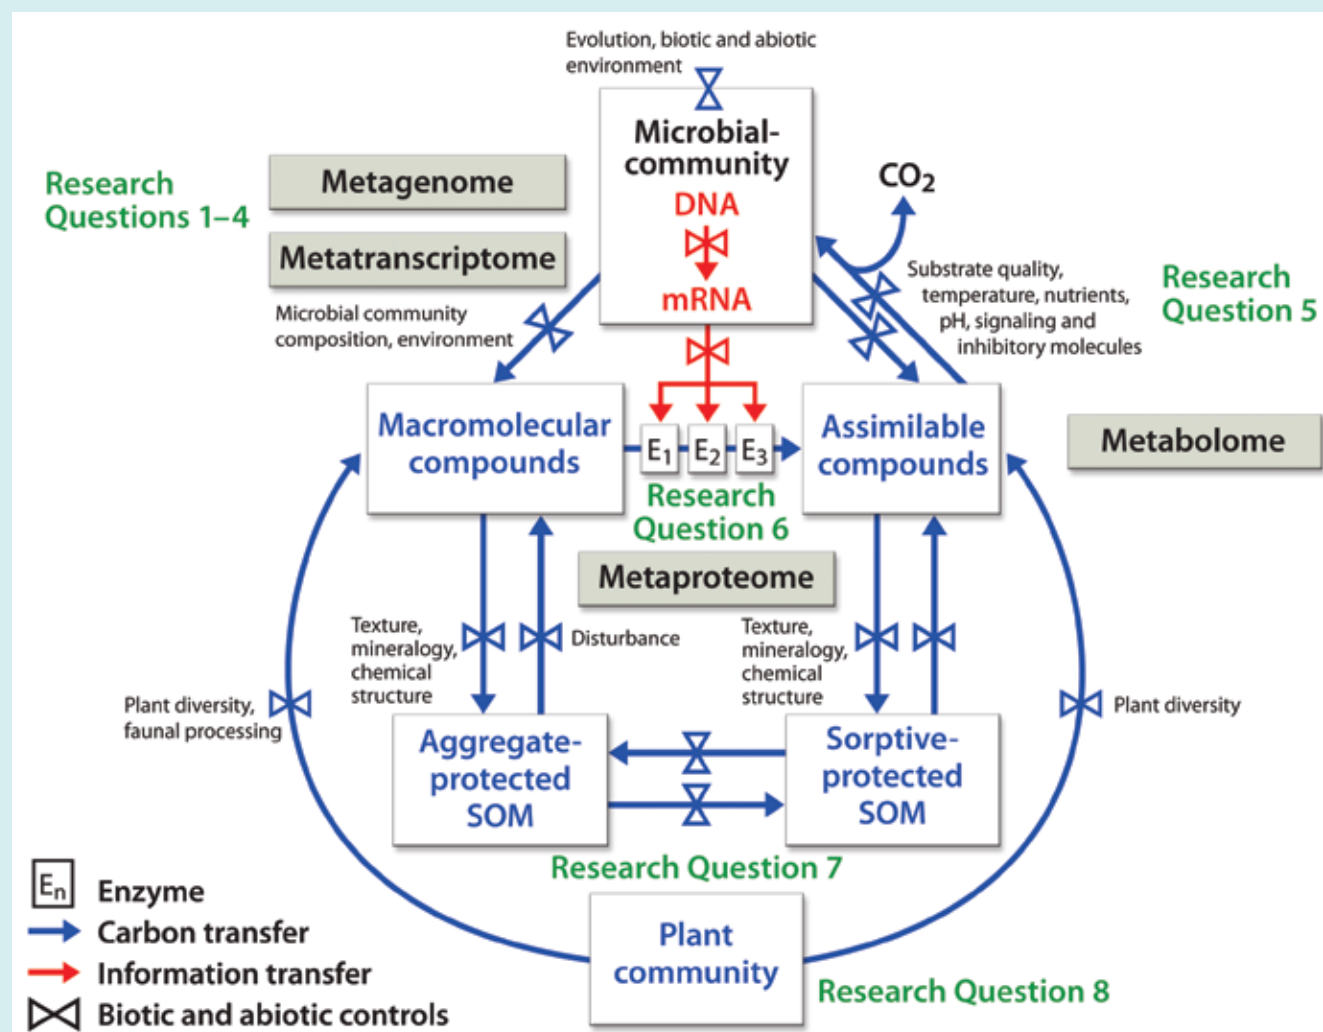 Evolution, biotic and abiotic
environment
Microbial-
community
DNA
mRNA
Research
Questions 1–4
Metagenome
Metatranscriptome
Microbial community
composition, environment
CO2
Substrate quality,
temperature, nutrients,
pH, signaling and
inhibitory molecules
Research
Question 5
Macromolecular
compounds
E1
E2
E3
Assimilable
compounds
Metabolome
Research
Question 6
Metaproteome
Texture,
mineralogy,
chemical
structure
Disturbance
Texture,
mineralogy,
chemical
structure
Plant diversity,
faunal processing
Plant diversity
Aggregate-
protected
SOM
Sorptive-
protected
SOM
Research Question 7
Plant
community
Research Question 8
En Enzyme
Carbon transfer
Information transfer
Biotic and abiotic controls